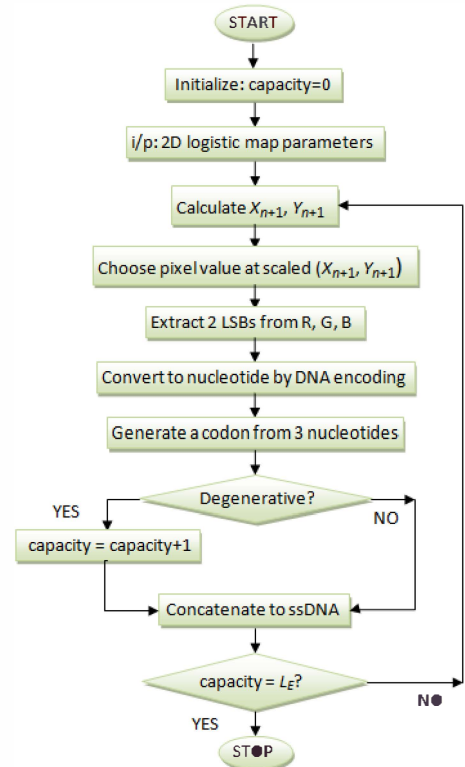 START
Initialize: capacity=0
i/p: 2D logistic map parameters
Calculate Xn+1, Yn+1
Choose pixel value at scaled (Xn+1, Yn+1)
Extract 2 LSBs from R, G, B
Convert to nucleotide by DNA encoding
Generate a codon from 3 nucleotides
Degenerative?
YES
NO
capacity = capacity+1
Concatenate to ssDNA
capacity = LE?
NO
YES
STOP